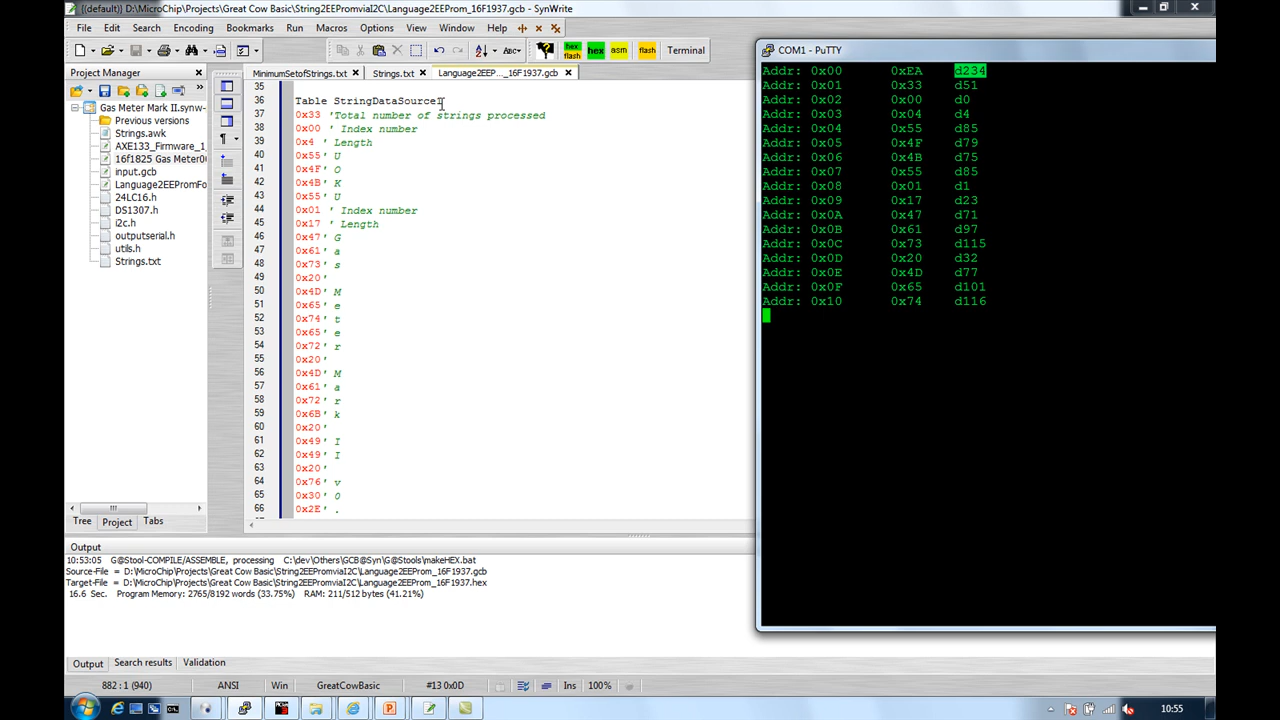 ((default)) D:\MicroChip\Projects\Great Cow Basic\String2EEPromviaI2C\Language2EEProm_16F1937.gcb - SynWrite
File Edit Search Encoding Bookmarks Run Macros Options View Window Help
hex flash hex asm flash Terminal
Project Manager
MinimumSetofStrings.txt Strings.txt Language2EEP..._16F1937.gcb
Gas Meter Mark II.synw-
Previous versions
Strings.awk
AXE133_Firmware_1_
16f1825 Gas Meter0
input.gcb
Language2EEPromFo
24LC16.h
DS1307.h
i2c.h
outputserial.h
utils.h
Strings.txt
Tree Project Tabs
35
36 Table StringDataSource1
37 0x33 'Total number of strings processed
38 0x00 ' Index number
39 0x4 ' Length
40 0x55' U
41 0x4F' O
42 0x4B' K
43 0x55' U
44 0x01 ' Index number
45 0x17 ' Length
46 0x47' G
47 0x61' a
48 0x73' s
49 0x20'
50 0x4D' M
51 0x65' e
52 0x74' t
53 0x65' e
54 0x72' r
55 0x20'
56 0x4D' M
57 0x61' a
58 0x72' r
59 0x6B' k
60 0x20'
61 0x49' I
62 0x49' I
63 0x20'
64 0x76' v
65 0x30' 0
66 0x2E' .
COM1 - PuTTY
Addr: 0x00 0xEA d234
Addr: 0x01 0x33 d51
Addr: 0x02 0x00 d0
Addr: 0x03 0x04 d4
Addr: 0x04 0x55 d85
Addr: 0x05 0x4F d79
Addr: 0x06 0x4B d75
Addr: 0x07 0x55 d85
Addr: 0x08 0x01 d1
Addr: 0x09 0x17 d23
Addr: 0x0A 0x47 d71
Addr: 0x0B 0x61 d97
Addr: 0x0C 0x73 d115
Addr: 0x0D 0x20 d32
Addr: 0x0E 0x4D d77
Addr: 0x0F 0x65 d101
Addr: 0x10 0x74 d116
Output
10:53:05 G@Stool-COMPILE/ASSEMBLE, processing C:\dev\Others\GCB@Syn\G@Stools\makeHEX.bat
Source-File = D:\MicroChip\Projects\Great Cow Basic\String2EEPromviaI2C\Language2EEProm_16F1937.gcb
Target-File = D:\MicroChip\Projects\Great Cow Basic\String2EEPromviaI2C\Language2EEProm_16F1937.hex
16.6 Sec. Program Memory: 2765/8192 words (33.75%) RAM: 211/512 bytes (41.21%)
Output Search results Validation
882 : 1 (940) ANSI Win GreatCowBasic #13 0x0D Ins 100%
10:55